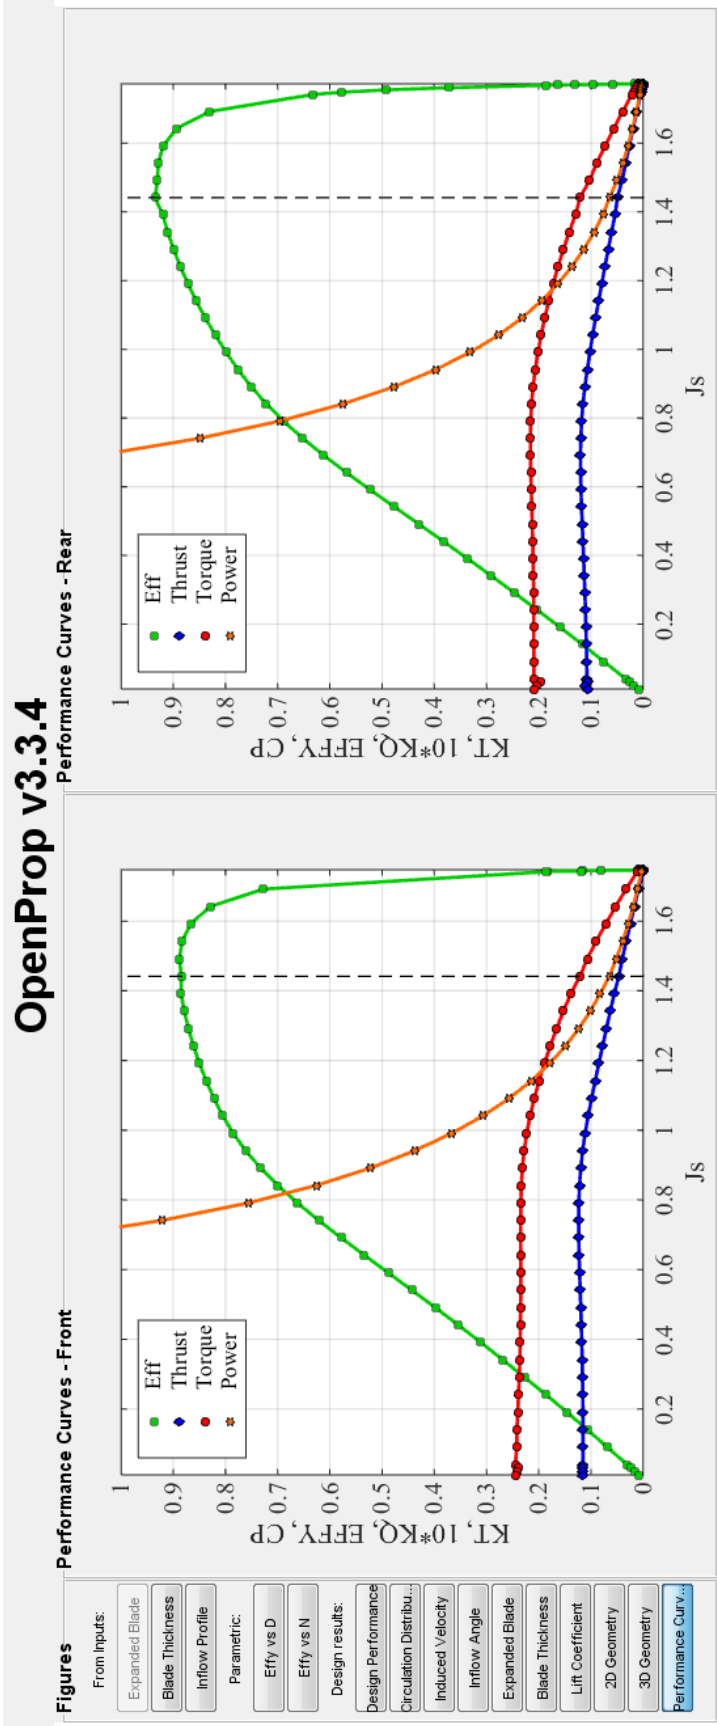 OpenProp v3.3.4
Figures
From Inputs:
Expanded Blade
Blade Thickness
Inflow Profile
Parametric:
Effy vs D
Effy vs N
Design results:
Design Performance
Circulation Distribu...
Induced Velocity
Inflow Angle
Expanded Blade
Blade Thickness
Lift Coefficient
2D Geometry
3D Geometry
Performance Curv...
Performance Curves - Front
KT, 10*KQ, EFFY, CP
1
0.9
0.8
0.7
0.6
0.5
0.4
0.3
0.2
0.1
0
Eff
Thrust
Torque
Power
0.2 0.4 0.6 0.8 1 1.2 1.4 1.6
Js
Performance Curves - Rear
KT, 10*KQ, EFFY, CP
1
0.9
0.8
0.7
0.6
0.5
0.4
0.3
0.2
0.1
0
Eff
Thrust
Torque
Power
0.2 0.4 0.6 0.8 1 1.2 1.4 1.6
Js